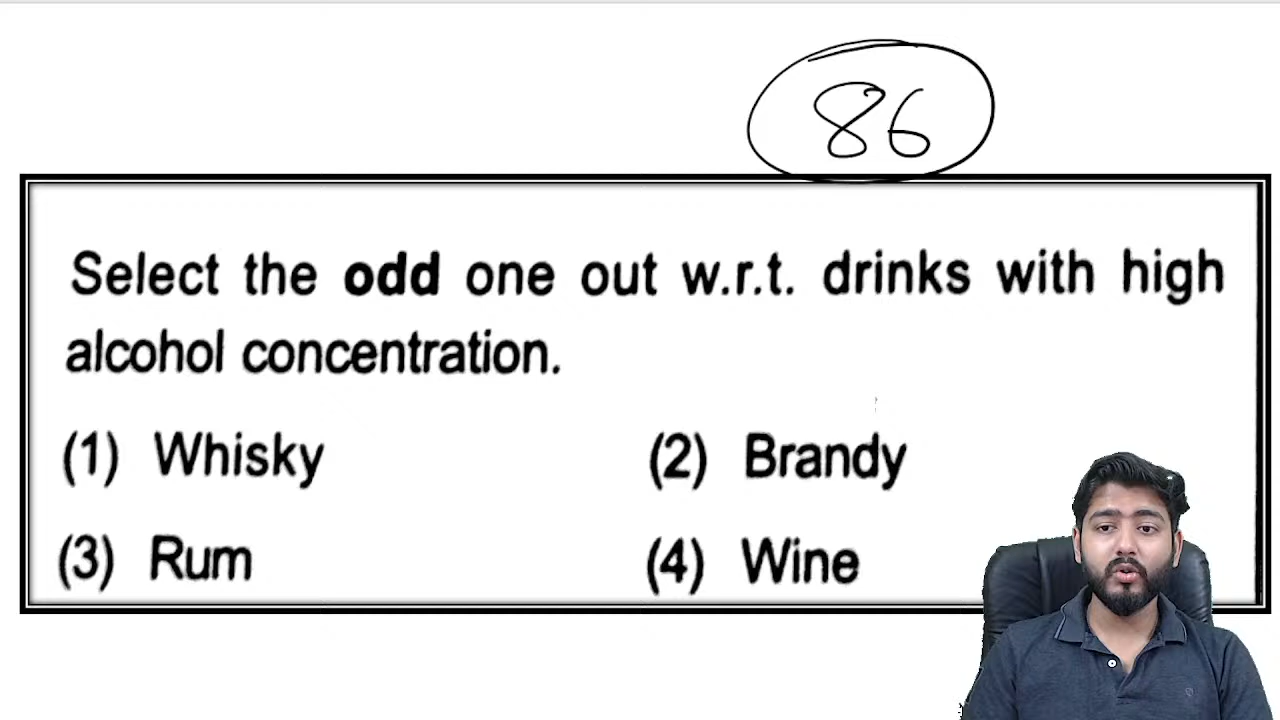 86
Select the odd one out w.r.t. drinks with high
alcohol concentration.
(1) Whisky (2) Brandy
(3) Rum (4) Wine